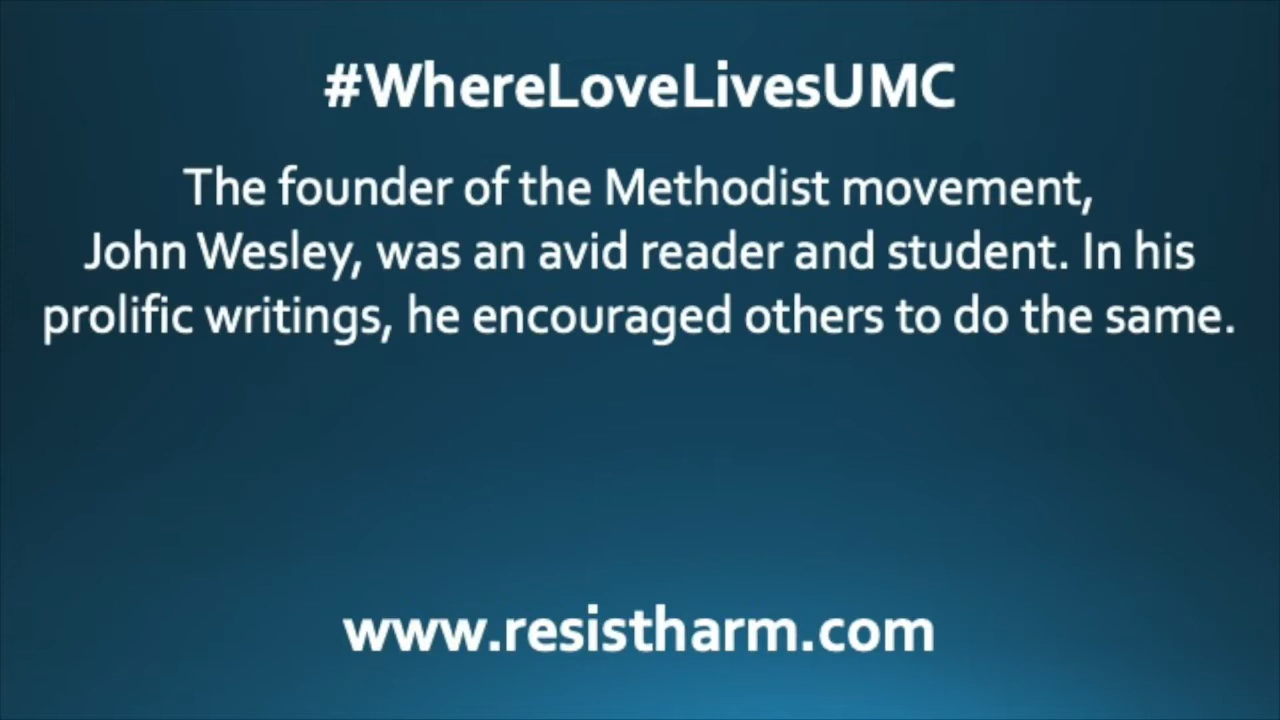 #WhereLoveLivesUMC
The founder of the Methodist movement,
John Wesley, was an avid reader and student. In his
prolific writings, he encouraged others to do the same.
www.resistharm.com